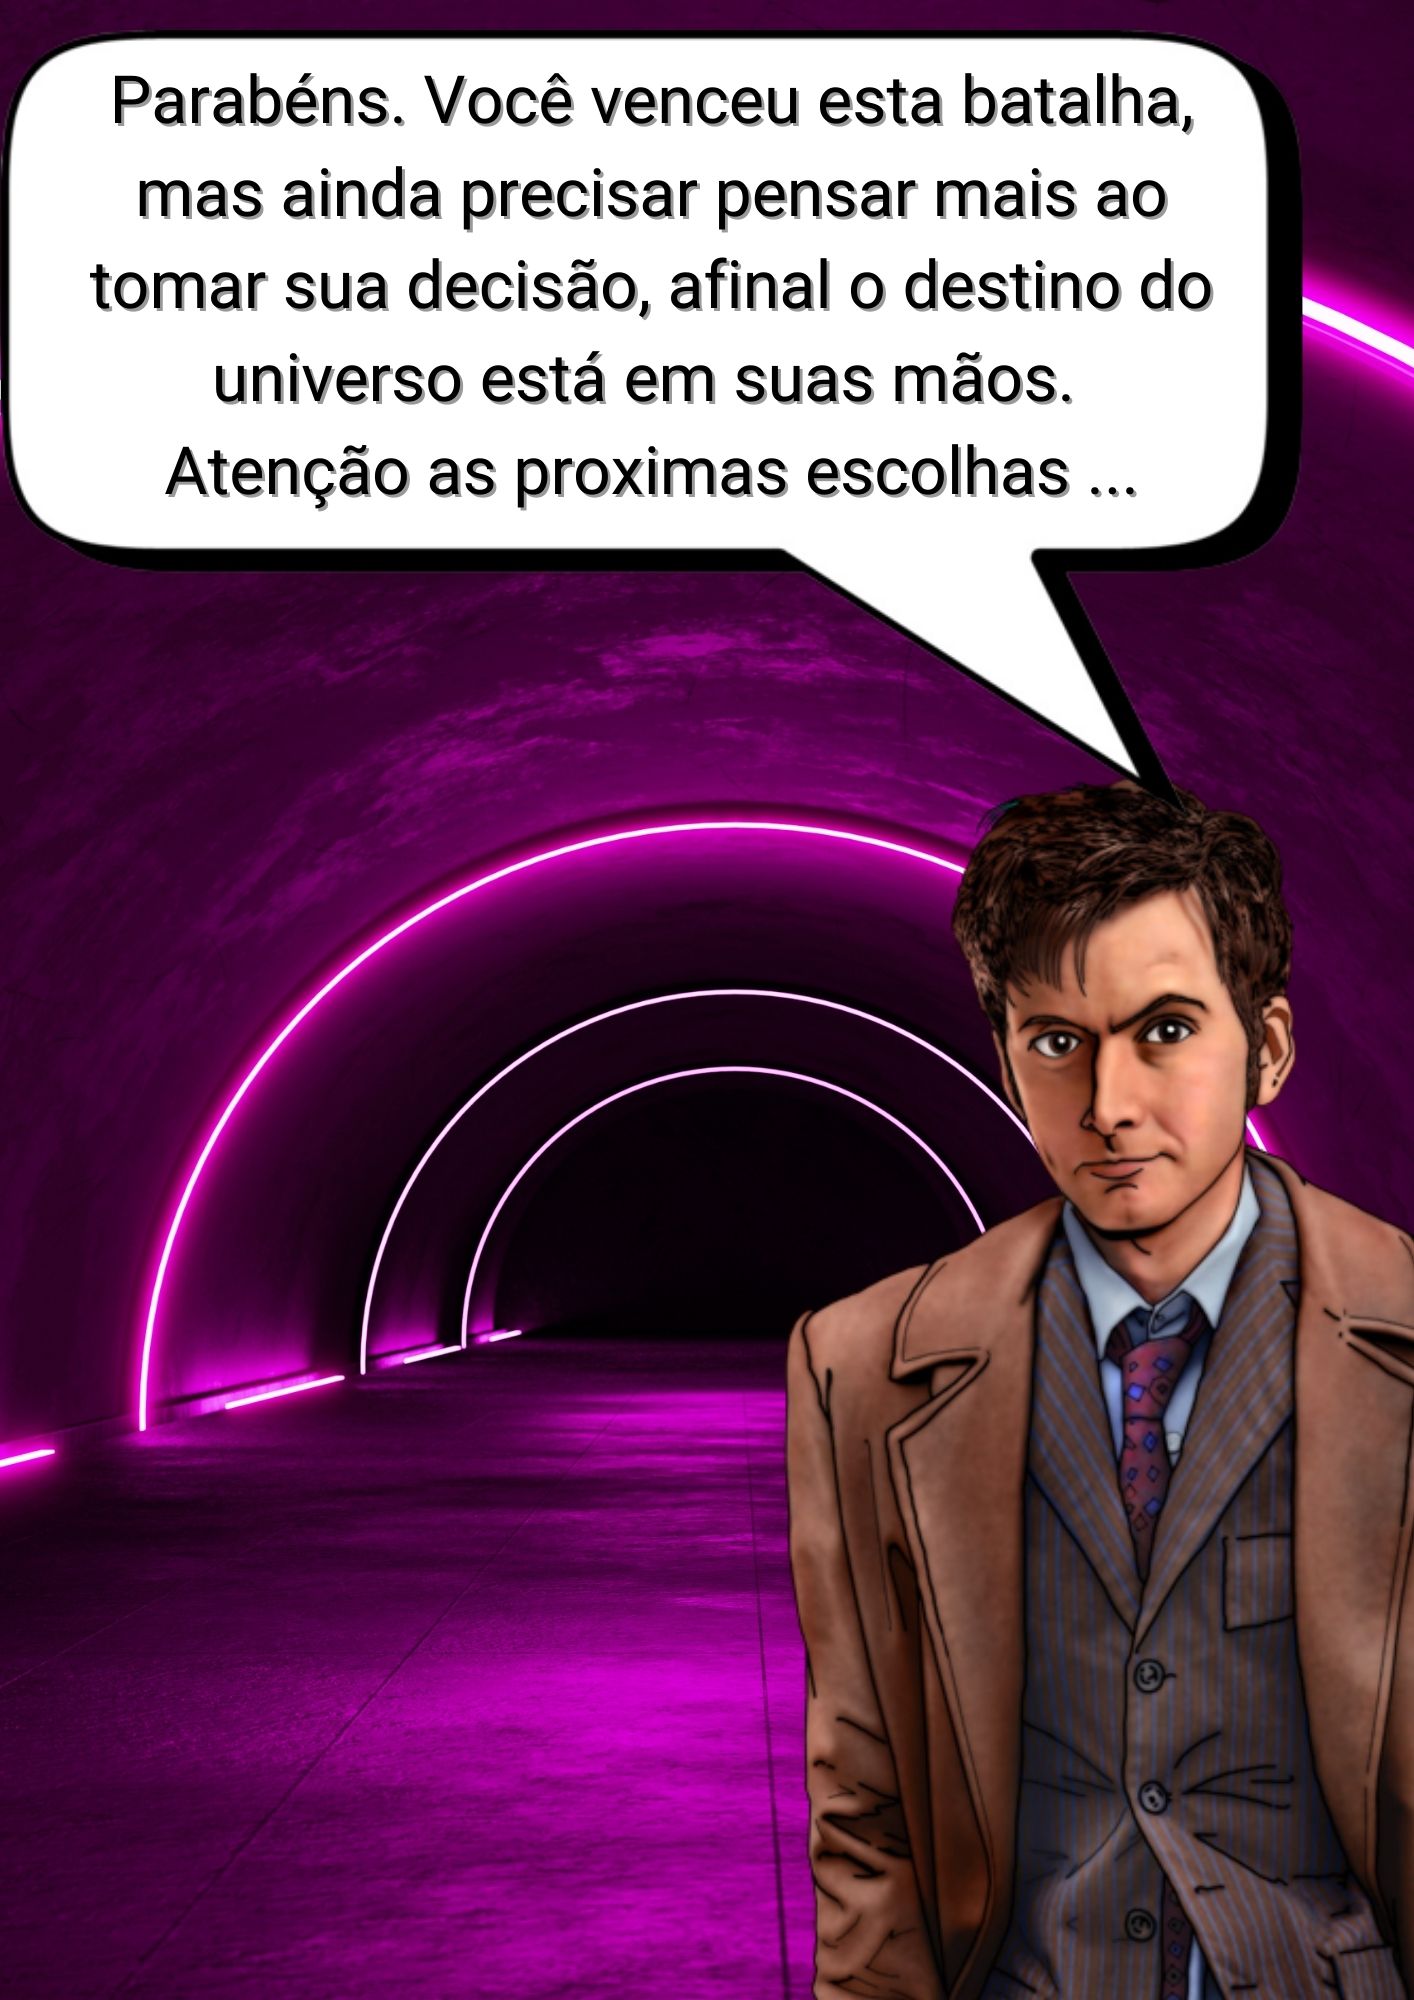 Parabéns. Você venceu esta batalha,
mas ainda precisar pensar mais ao
tomar sua decisão, afinal o destino do
universo está em suas mãos.
Atenção as proximas escolhas ...